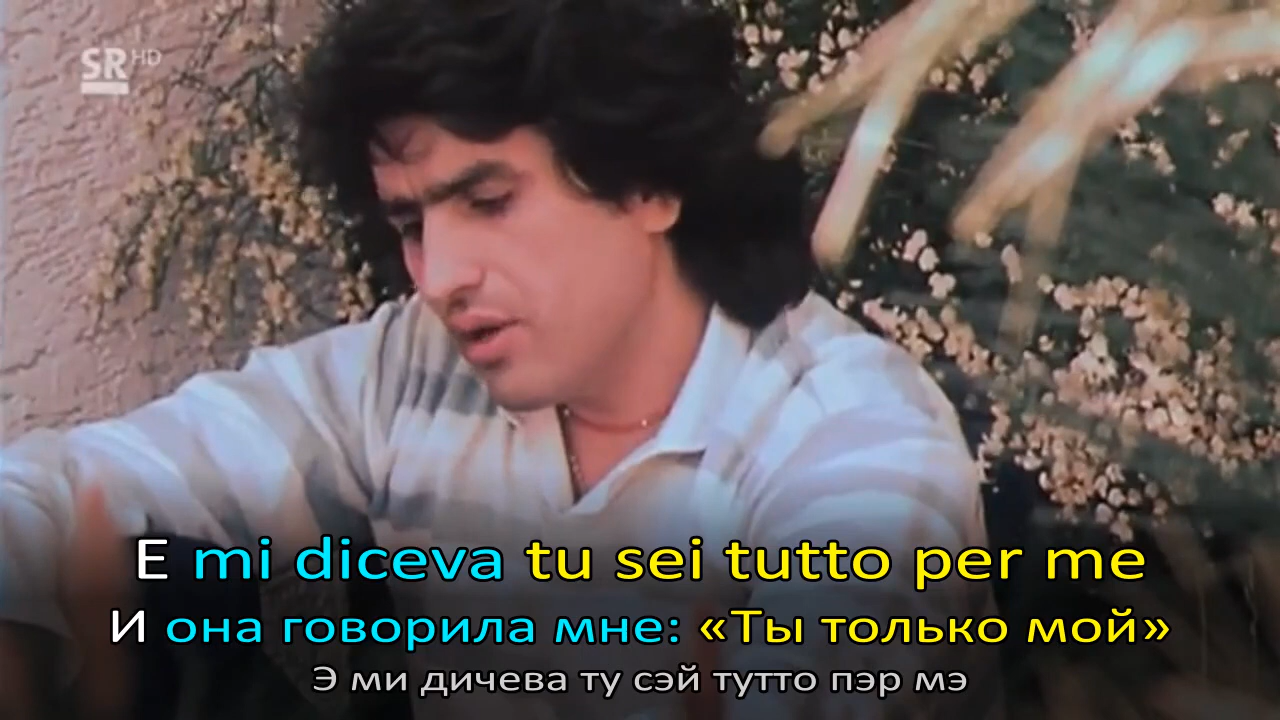 SR HD
E mi diceva tu sei tutto per me
И она говорила мне: «Ты только мой»
Э ми дичева ту сэй тутто пэр мэ